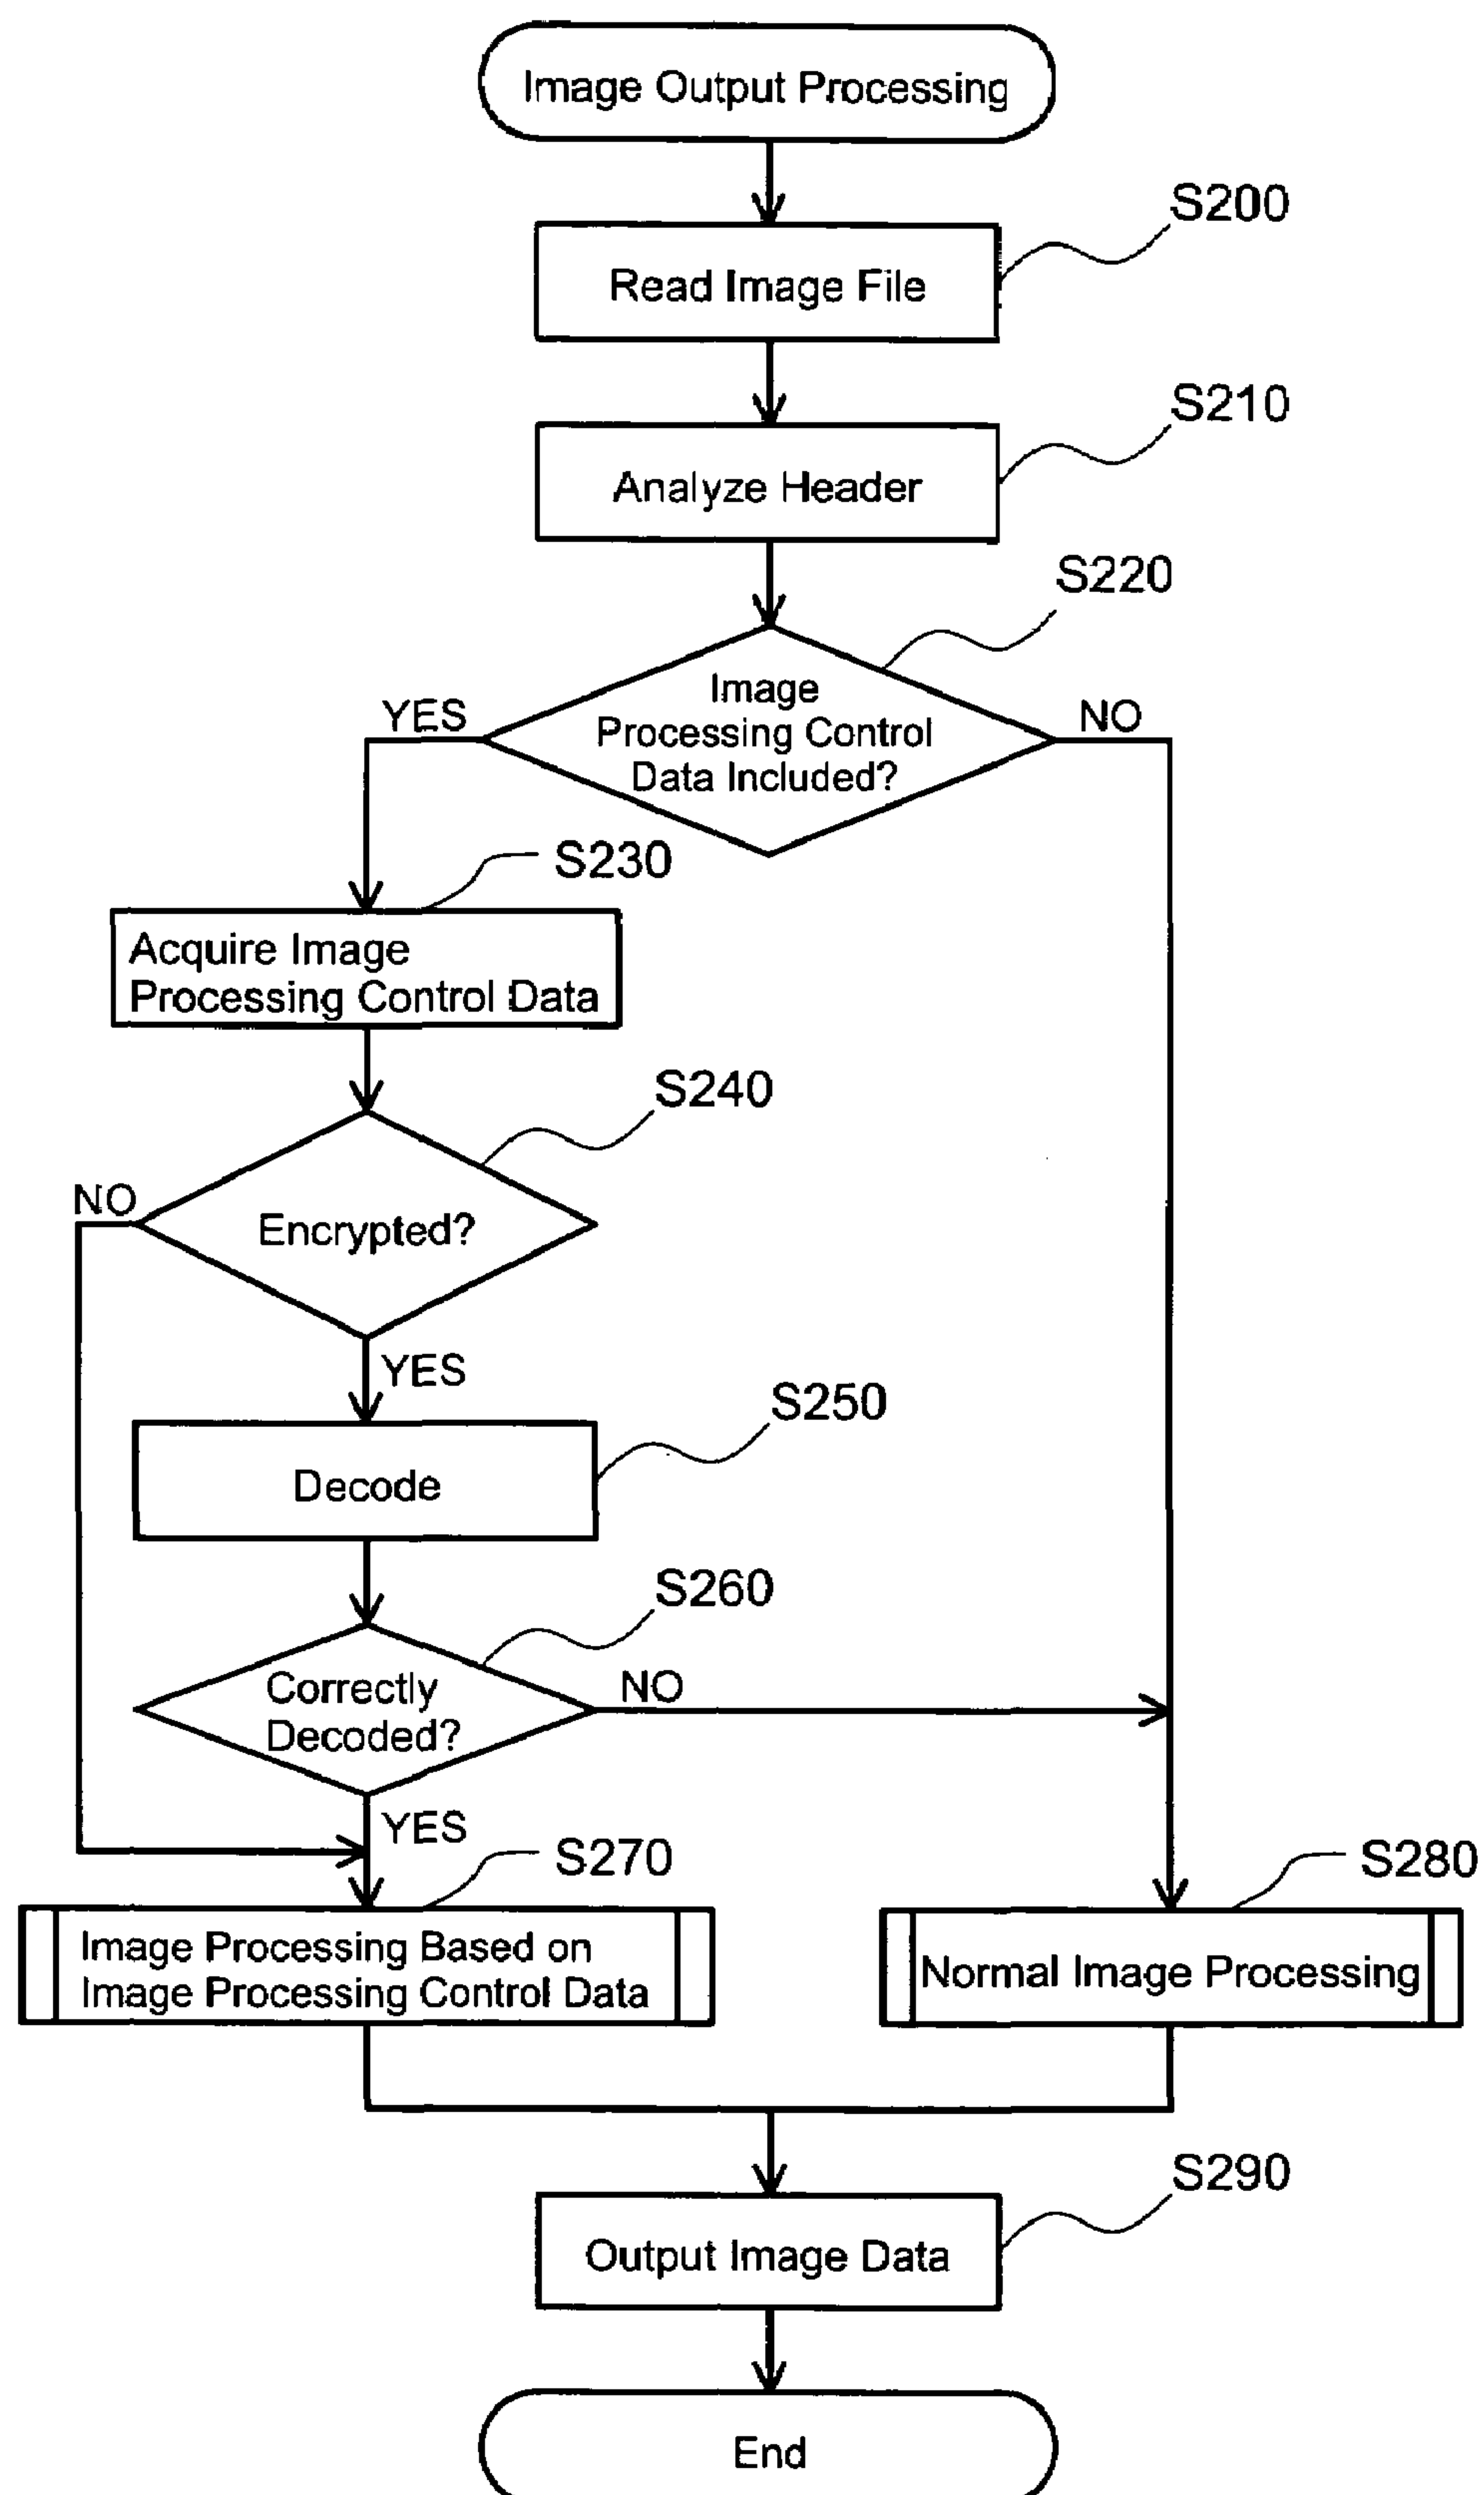 Image Output Processing
S200
Read Image File
S210
Analyze Header
S220
Image
Processing Control
Data Included?
YES
NO
S230
Acquire Image
Processing Control Data
S240
NO
Encrypted?
YES
S250
Decode
S260
Correctly
Decoded?
NO
YES
S270
S280
Image Processing Based on
Image Processing Control Data
Normal Image Processing
S290
Output Image Data
End